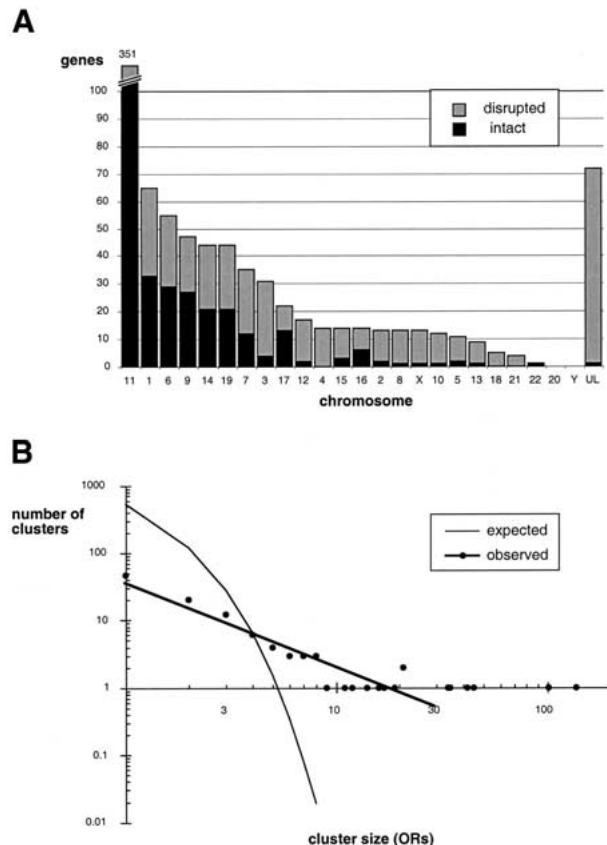 A
351
genes
100
90
80
70
60
50
40
30
20
10
0
disrupted
intact
11 1 6 9 14 19 7 3 17 12 4 15 16 2 8 X 10 5 13 18 21 22 20 Y UL
chromosome
B
1000
number of
clusters
100
10
1
0.1
0.01
expected
observed
3 10 30 100
cluster size (ORs)